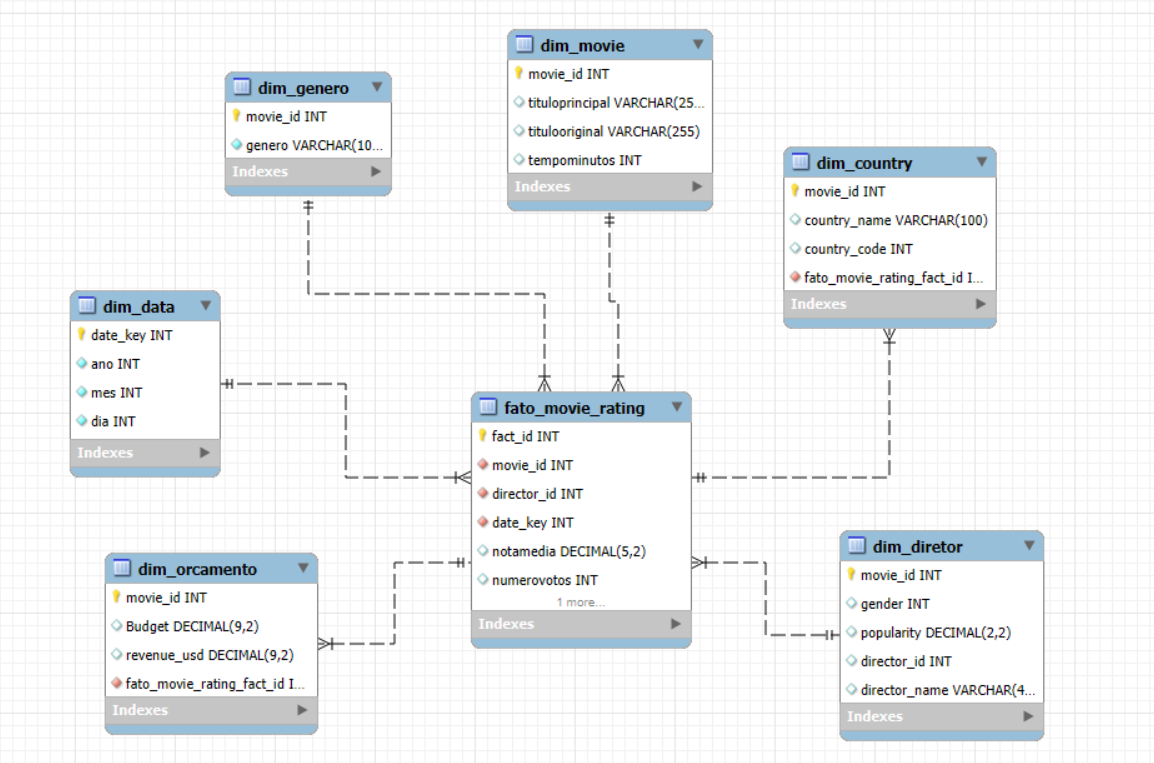 dim_movie
movie_id INT
tituloprincipal VARCHAR(25...
titulooriginal VARCHAR(255)
tempominutos INT
Indexes
dim_genero
movie_id INT
genero VARCHAR(10...
Indexes
dim_country
movie_id INT
country_name VARCHAR(100)
country_code INT
fato_movie_rating_fact_id I...
Indexes
dim_data
date_key INT
ano INT
mes INT
dia INT
Indexes
fato_movie_rating
fact_id INT
movie_id INT
director_id INT
date_key INT
notamedia DECIMAL(5,2)
numerovotos INT
1 more...
Indexes
dim_orcamento
movie_id INT
Budget DECIMAL(9,2)
revenue_usd DECIMAL(9,2)
fato_movie_rating_fact_id I...
Indexes
dim_diretor
movie_id INT
gender INT
popularity DECIMAL(2,2)
director_id INT
director_name VARCHAR(4...
Indexes